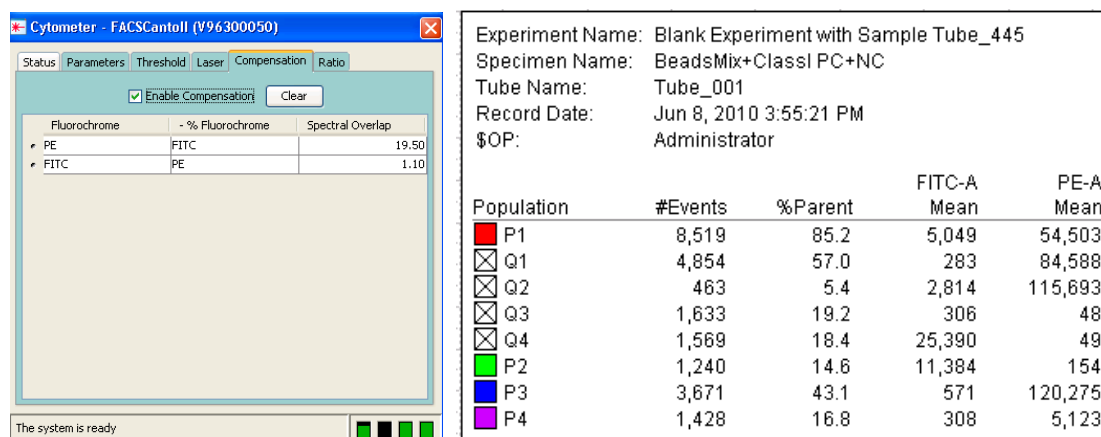 Cytometer - FACSCantoII (V96300050)
Status Parameters Threshold Laser Compensation Ratio
Enable Compensation Clear
Fluorochrome - % Fluorochrome Spectral Overlap
PE FITC 19.50
FITC PE 1.10
The system is ready
Experiment Name: Blank Experiment with Sample Tube_445
Specimen Name: BeadsMix+ClassI PC+NC
Tube Name: Tube_001
Record Date: Jun 8, 2010 3:55:21 PM
$OP: Administrator
FITC-A PE-A
Population #Events %Parent Mean Mean
P1 8,519 85.2 5,049 54,503
Q1 4,854 57.0 283 84,588
Q2 463 5.4 2,814 115,693
Q3 1,633 19.2 306 48
Q4 1,569 18.4 25,390 49
P2 1,240 14.6 11,384 154
P3 3,671 43.1 571 120,275
P4 1,428 16.8 308 5,123